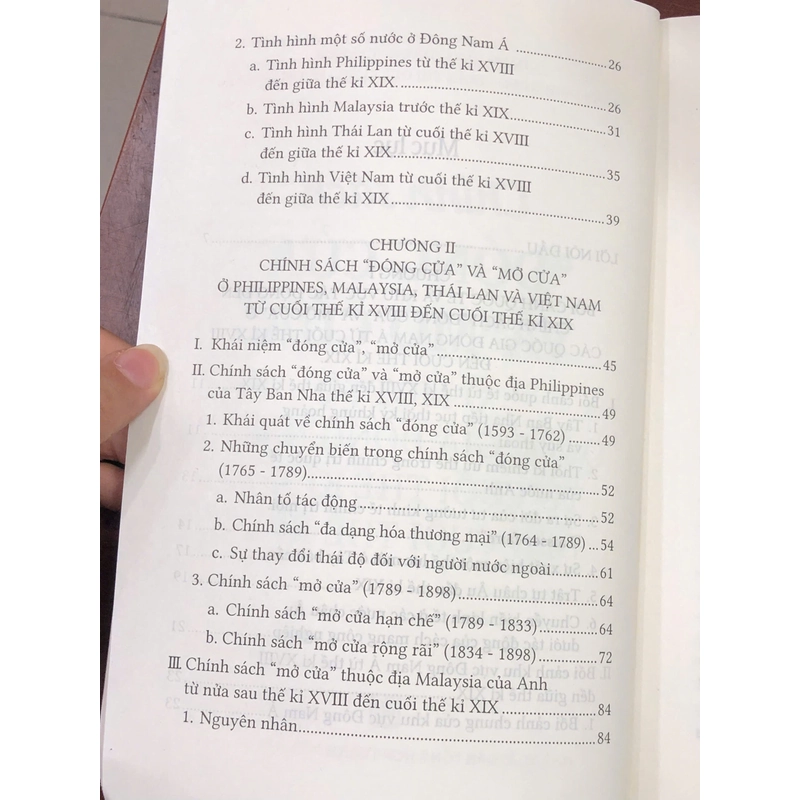 2. Tình hình một số nước ở Đông Nam Á ........................26
a. Tình hình Philippines từ thế kỉ XVIII
đến giữa thế kỉ XIX........................26
b. Tình hình Malaysia trước thế kỉ XIX........................31
c. Tình hình Thái Lan từ cuối thế kỉ XVIII
đến giữa thế kỉ XIX........................35
d. Tình hình Việt Nam từ cuối thế kỉ XVIII
đến giữa thế kỉ XIX........................39
CHƯƠNG II
CHÍNH SÁCH “ĐÓNG CỬA” VÀ “MỞ CỬA”
Ở PHILIPPINES, MALAYSIA, THÁI LAN VÀ VIỆT NAM
TỪ CUỐI THẾ KỈ XVIII ĐẾN CUỐI THẾ KỈ XIX
I. Khái niệm “đóng cửa”, “mở cửa”........................45
II. Chính sách “đóng cửa” và “mở cửa” thuộc địa Philippines
của Tây Ban Nha thế kỉ XVIII, XIX ........................49
1. Khái quát về chính sách “đóng cửa” (1593 - 1762) ........49
2. Những chuyển biến trong chính sách “đóng cửa”
(1765 - 1789)........................52
a. Nhân tố tác động........................52
b. Chính sách “đa dạng hóa thương mại” (1764 - 1789)....54
c. Sự thay đổi thái độ đối với người nước ngoài............61
3. Chính sách “mở cửa” (1789 - 1898) ........................64
a. Chính sách “mở cửa hạn chế” (1789 - 1833)............64
b. Chính sách “mở cửa rộng rãi” (1834 - 1898)............72
III. Chính sách “mở cửa” thuộc địa Malaysia của Anh
từ nửa sau thế kỉ XVIII đến cuối thế kỉ XIX ................84
1. Nguyên nhân........................84